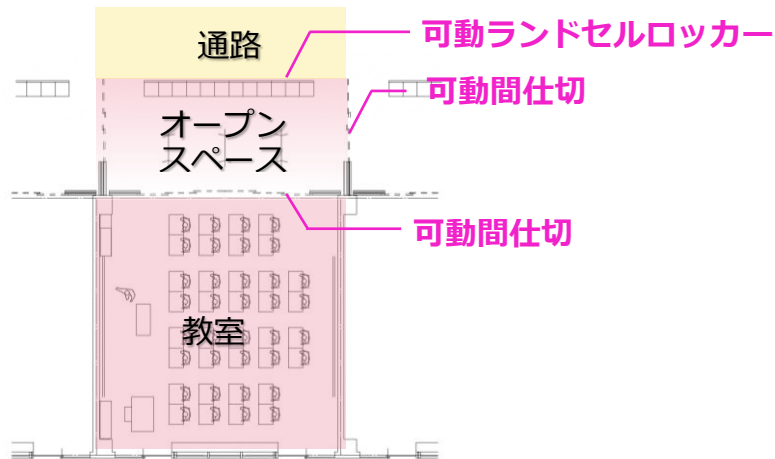 通路
可動ランドセルロッカー
可動間仕切
オープン
スペース
可動間仕切
教室